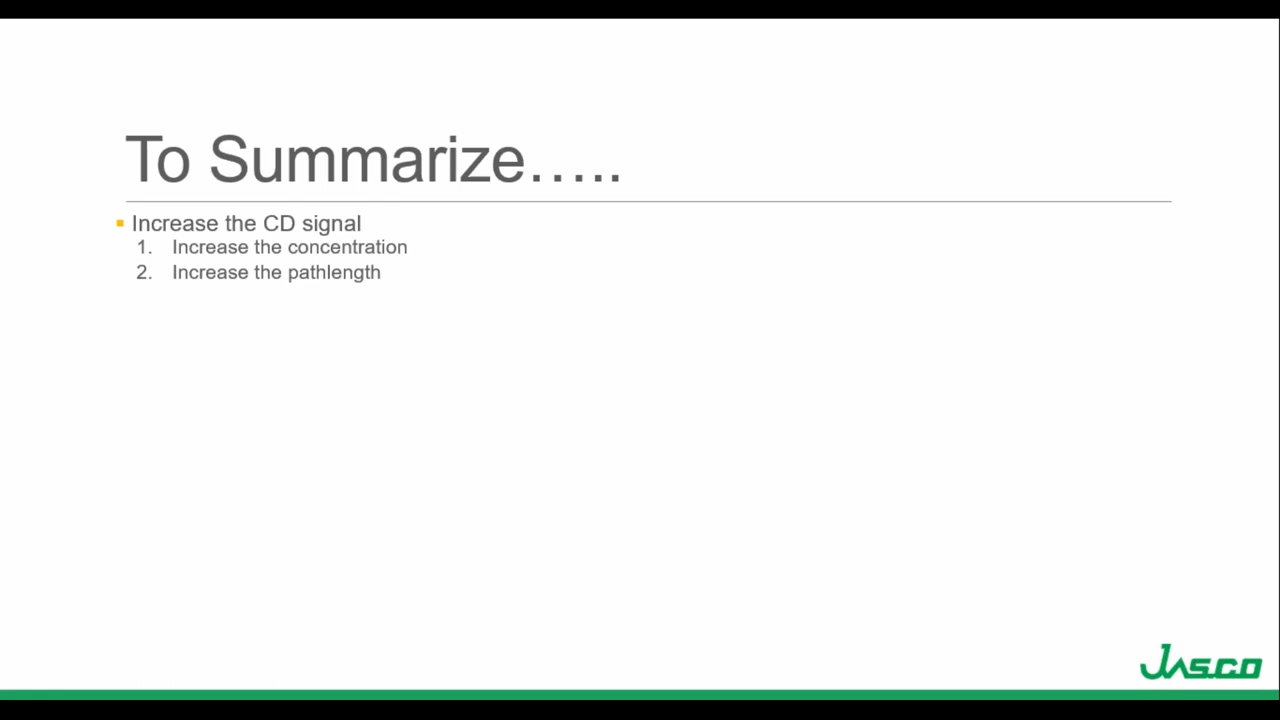 To Summarize…..
▪ Increase the CD signal
1. Increase the concentration
2. Increase the pathlength
JASCO